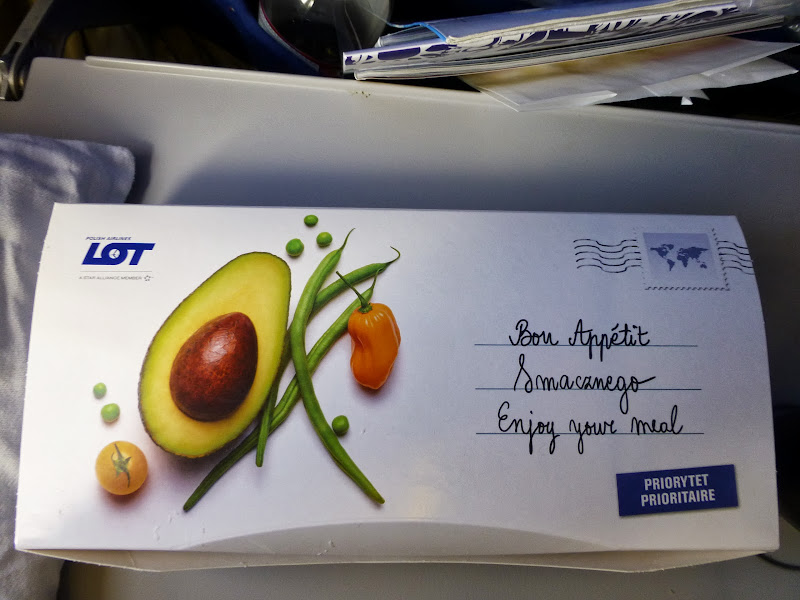 POLISH AIRLINES
LOT
A STAR ALLIANCE MEMBER
Bon Appétit
Smacznego
Enjoy your meal
PRIORYTET
PRIORITAIRE